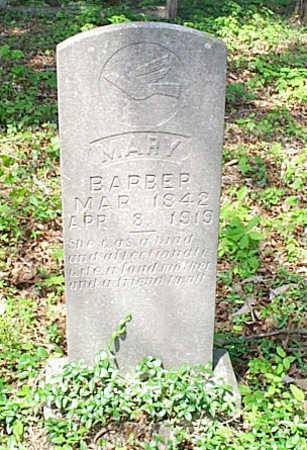 MARY
BARBER
MAR 1842
APR 8, 1919
She was a kind
and affectionate
wife a fond mother
and a friend to all